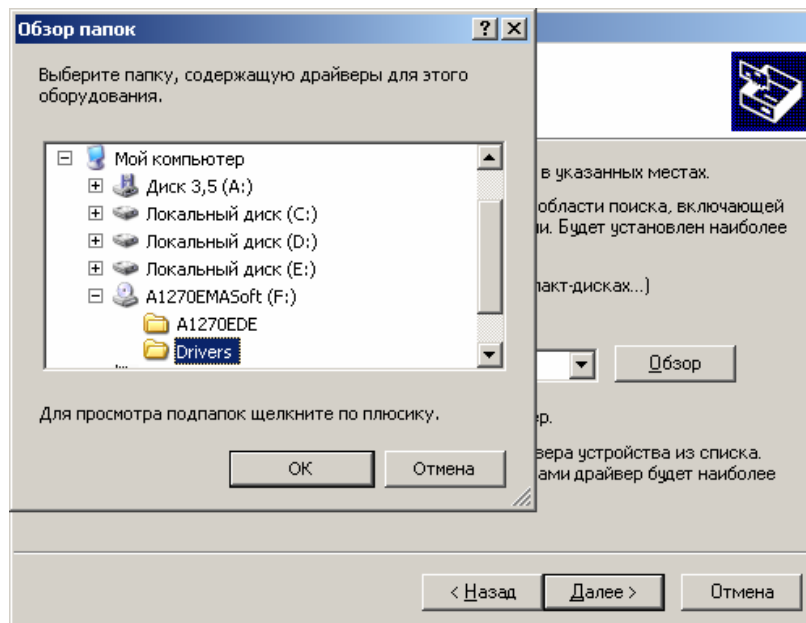 Обзор папок
Выберите папку, содержащую драйверы для этого
оборудования.
Мой компьютер
Диск 3,5 (A:)
Локальный диск (C:)
Локальный диск (D:)
Локальный диск (E:)
A1270EMASoft (F:)
A1270EDE
Drivers
Для просмотра подпапок щелкните по плюсику.
ОК
Отмена
в указанных местах.
области поиска, включающей
и. Будет установлен наиболее
пакт-дисках...)
Обзор
ер.
вера устройства из списка.
ами драйвер будет наиболее
< Назад
Далее >
Отмена